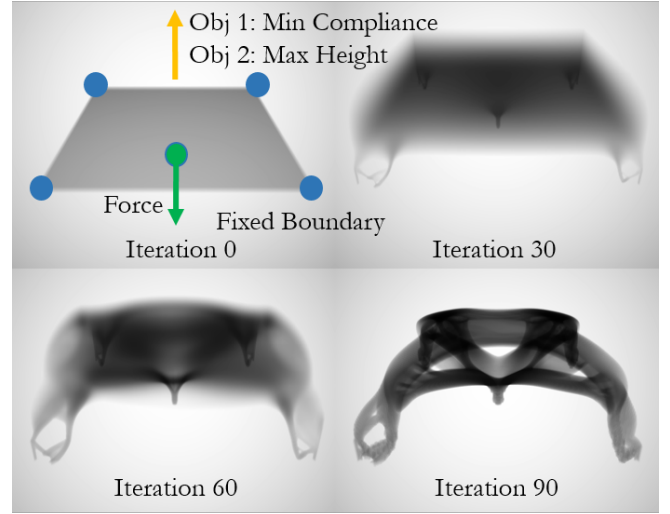 Obj 1: Min Compliance
Obj 2: Max Height
Force
Fixed Boundary
Iteration 0
Iteration 30
Iteration 60
Iteration 90